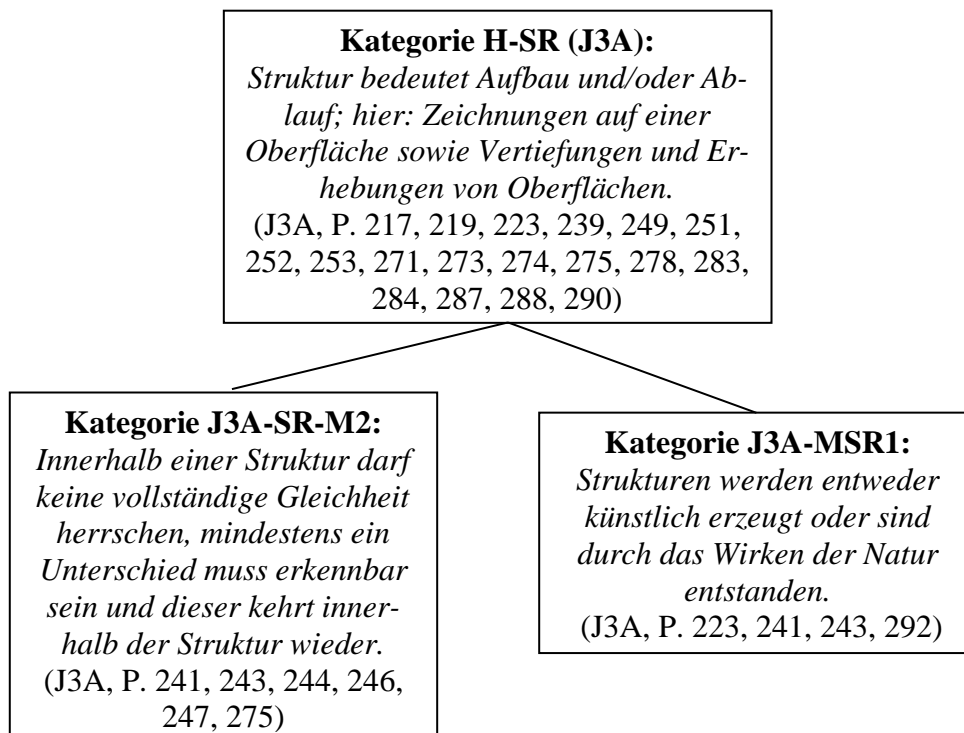 Kategorie H-SR (J3A):
Struktur bedeutet Aufbau und/oder Ab-
lauf; hier: Zeichnungen auf einer
Oberfläche sowie Vertiefungen und Er-
hebungen von Oberflächen.
(J3A, P. 217, 219, 223, 239, 249, 251,
252, 253, 271, 273, 274, 275, 278, 283,
284, 287, 288, 290)
Kategorie J3A-SR-M2:
Innerhalb einer Struktur darf
keine vollständige Gleichheit
herrschen, mindestens ein
Unterschied muss erkennbar
sein und dieser kehrt inner-
halb der Struktur wieder.
(J3A, P. 241, 243, 244, 246,
247, 275)
Kategorie J3A-MSR1:
Strukturen werden entweder
künstlich erzeugt oder sind
durch das Wirken der Natur
entstanden.
(J3A, P. 223, 241, 243, 292)